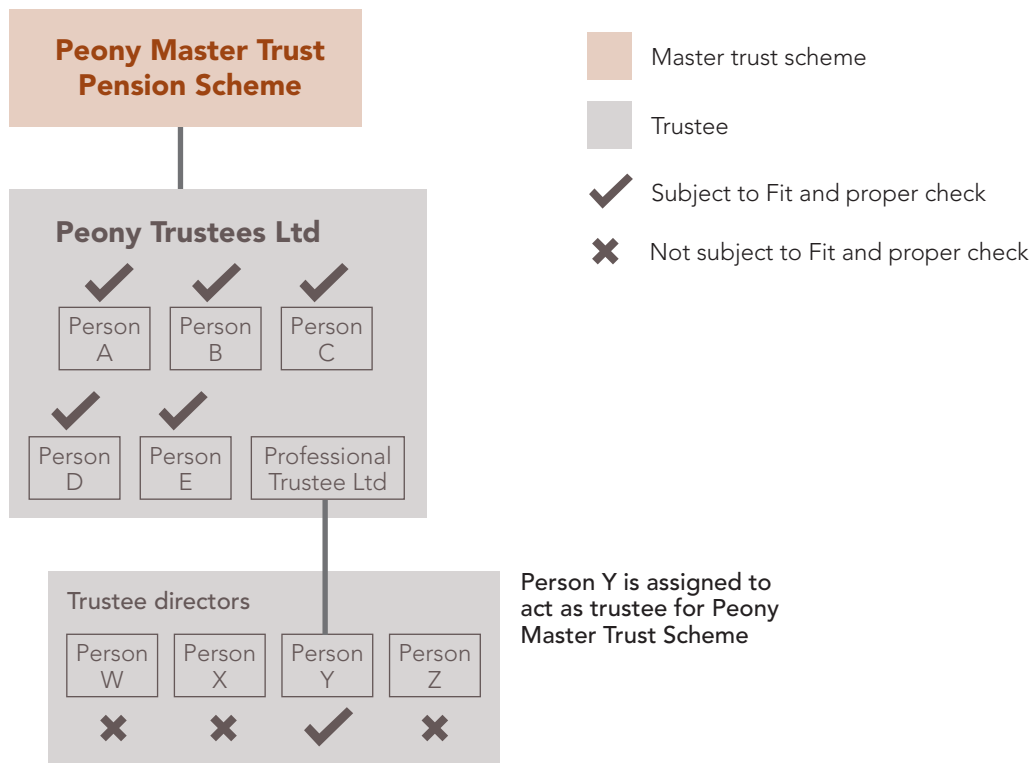 Peony Master Trust
Pension Scheme
Master trust scheme
Trustee
Subject to Fit and proper check
Not subject to Fit and proper check
Peony Trustees Ltd
Person
A
Person
B
Person
C
Person
D
Person
E
Professional
Trustee Ltd
Trustee directors
Person
W
Person
X
Person
Y
Person
Z
Person Y is assigned to
act as trustee for Peony
Master Trust Scheme